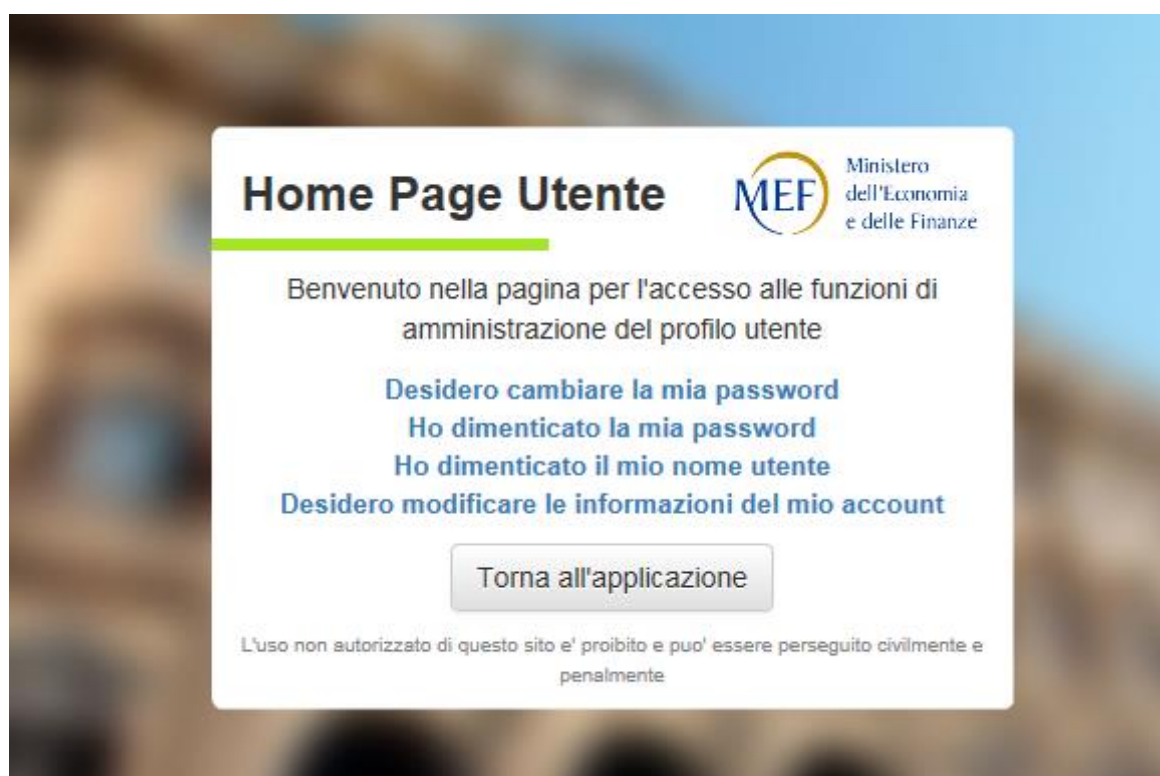 Home Page Utente
MEF
Ministero
dell'Economia
e delle Finanze
Benvenuto nella pagina per l'accesso alle funzioni di
amministrazione del profilo utente
Desidero cambiare la mia password
Ho dimenticato la mia password
Ho dimenticato il mio nome utente
Desidero modificare le informazioni del mio account
Torna all'applicazione
L'uso non autorizzato di questo sito e' proibito e puo' essere perseguito civilmente e
penalmente